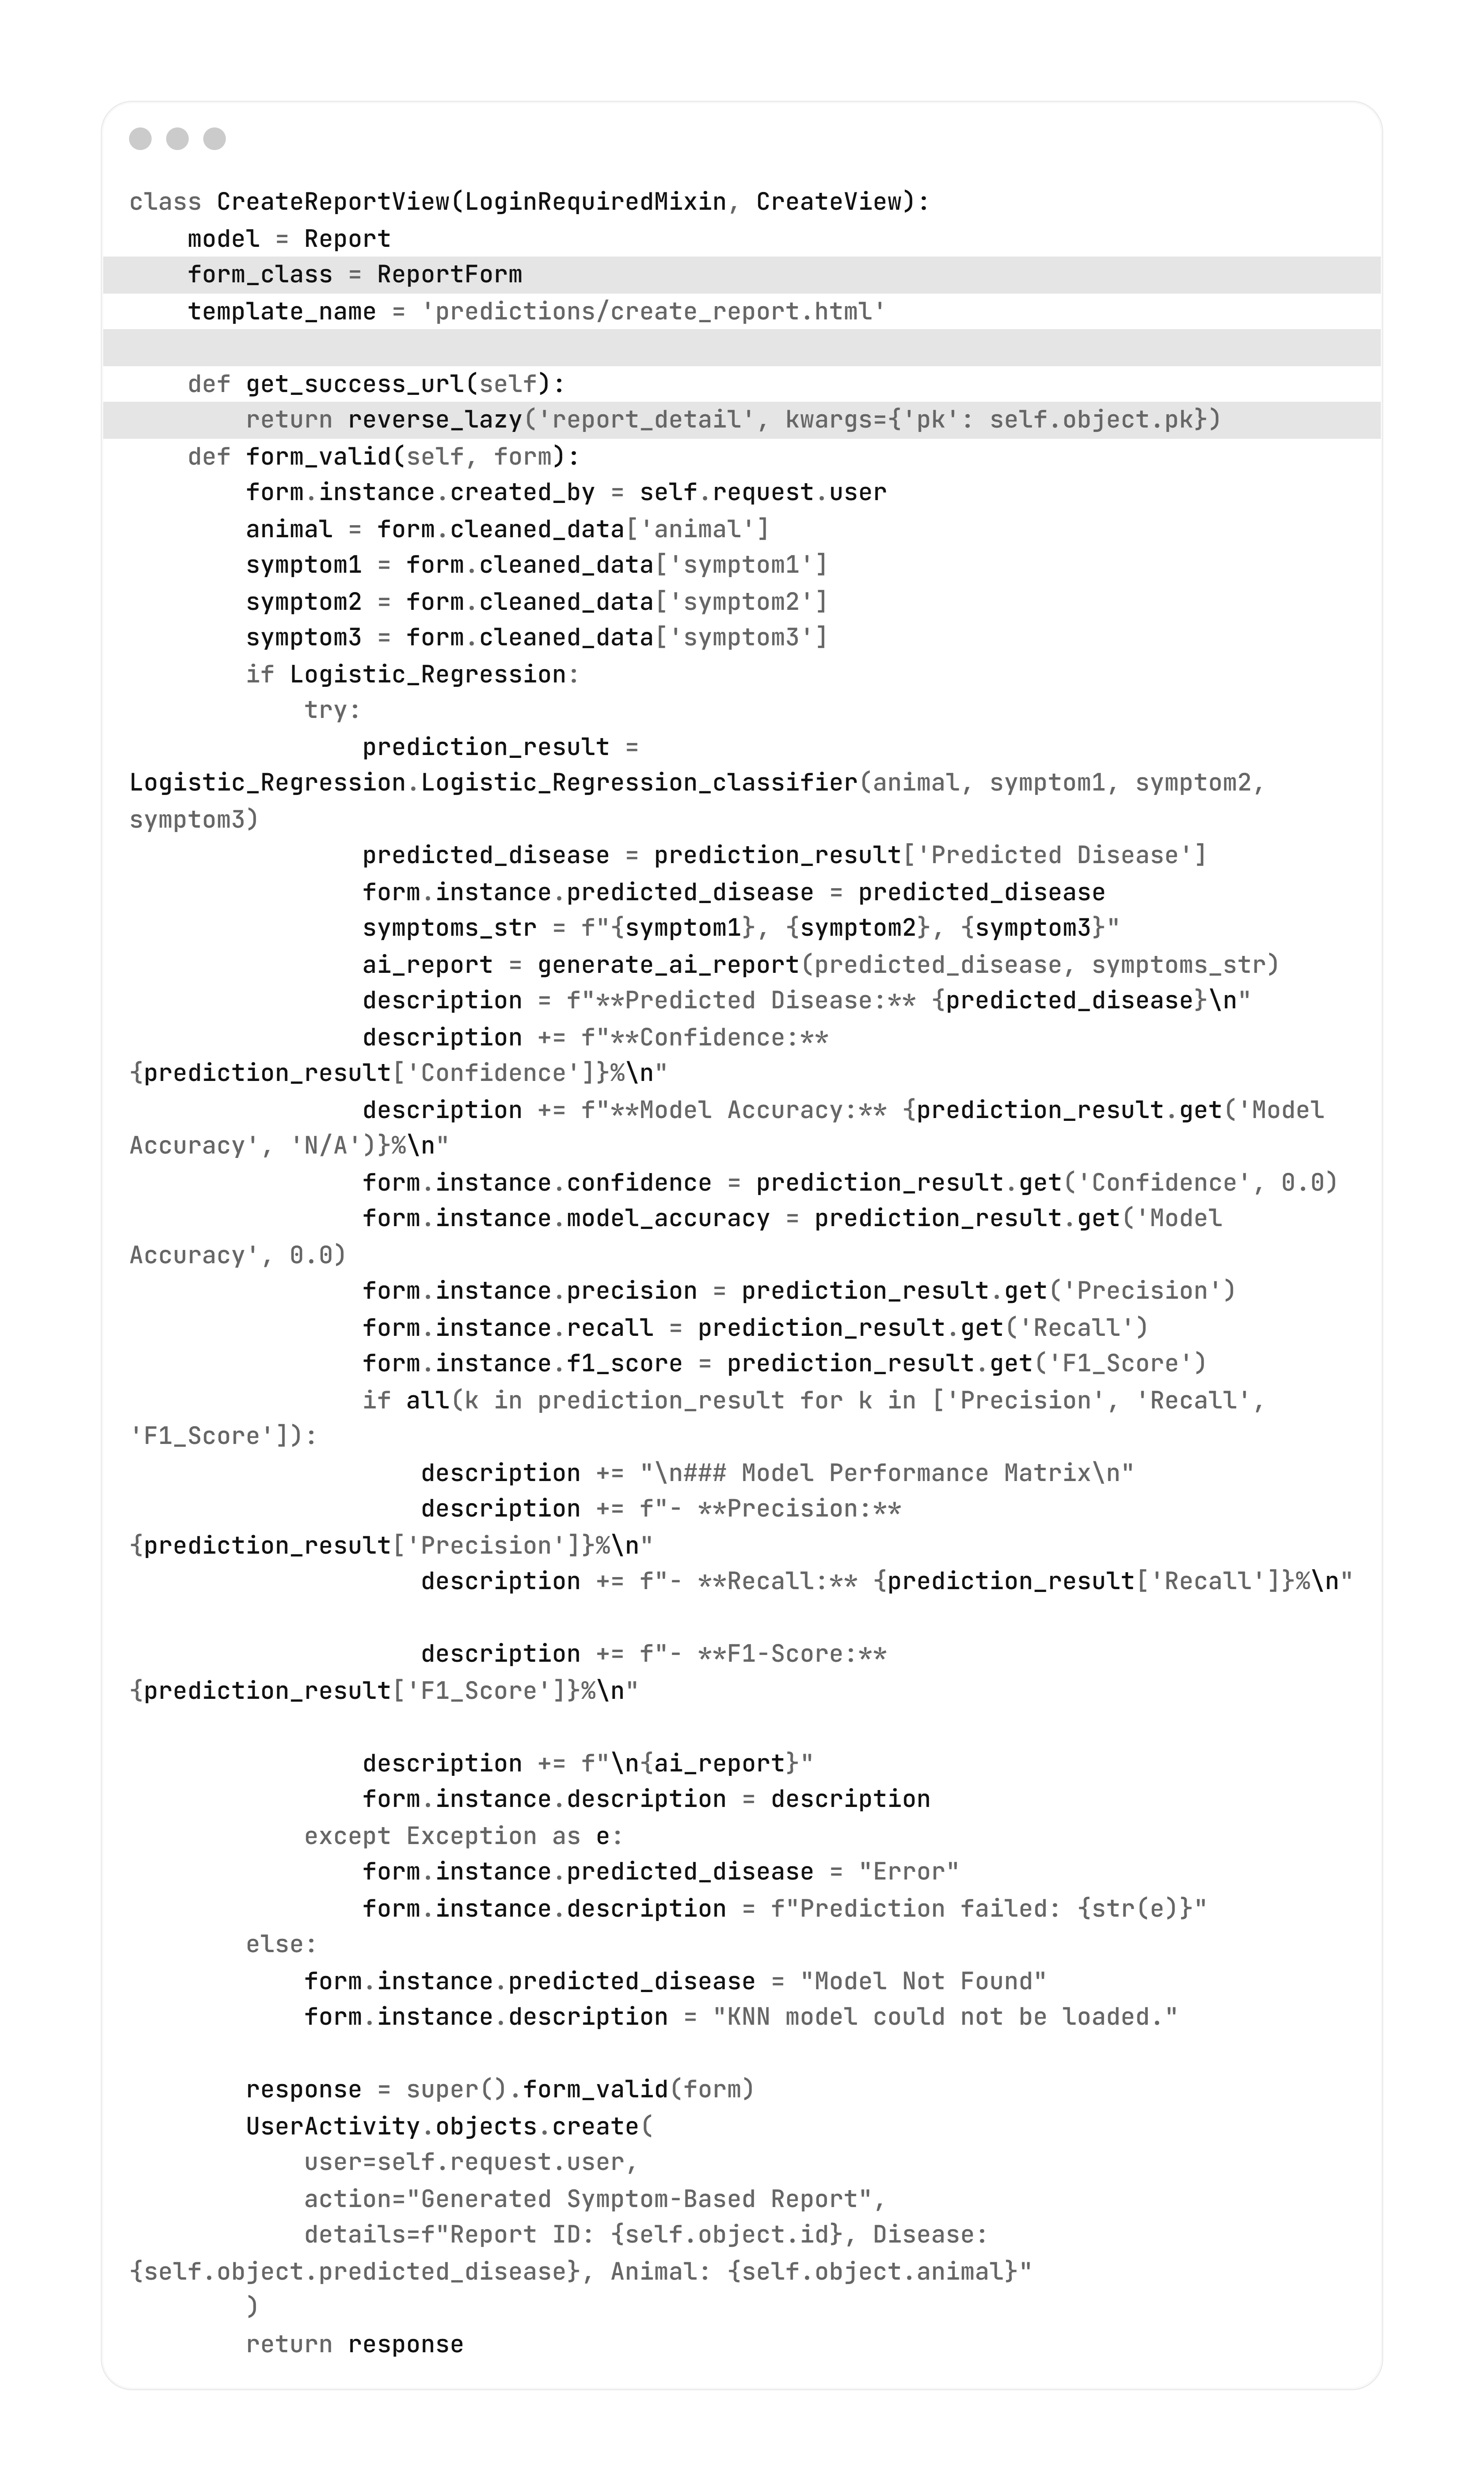 class CreateReportView(LoginRequiredMixin, CreateView):
    model = Report
    form_class = ReportForm
    template_name = 'predictions/create_report.html'

    def get_success_url(self):
        return reverse_lazy('report_detail', kwargs={'pk': self.object.pk})
    def form_valid(self, form):
        form.instance.created_by = self.request.user
        animal = form.cleaned_data['animal']
        symptom1 = form.cleaned_data['symptom1']
        symptom2 = form.cleaned_data['symptom2']
        symptom3 = form.cleaned_data['symptom3']
        if Logistic_Regression:
            try:
                prediction_result =
Logistic_Regression.Logistic_Regression_classifier(animal, symptom1, symptom2,
symptom3)
                predicted_disease = prediction_result['Predicted Disease']
                form.instance.predicted_disease = predicted_disease
                symptoms_str = f"{symptom1}, {symptom2}, {symptom3}"
                ai_report = generate_ai_report(predicted_disease, symptoms_str)
                description = f"**Predicted Disease:** {predicted_disease}\n"
                description += f"**Confidence:**
{prediction_result['Confidence']}%\n"
                description += f"**Model Accuracy:** {prediction_result.get('Model
Accuracy', 'N/A')}%\n"
                form.instance.confidence = prediction_result.get('Confidence', 0.0)
                form.instance.model_accuracy = prediction_result.get('Model
Accuracy', 0.0)
                form.instance.precision = prediction_result.get('Precision')
                form.instance.recall = prediction_result.get('Recall')
                form.instance.f1_score = prediction_result.get('F1_Score')
                if all(k in prediction_result for k in ['Precision', 'Recall',
'F1_Score']):
                    description += "\n### Model Performance Matrix\n"
                    description += f"- **Precision:**
{prediction_result['Precision']}%\n"
                    description += f"- **Recall:** {prediction_result['Recall']}%\n"

                    description += f"- **F1-Score:**
{prediction_result['F1_Score']}%\n"

                description += f"\n{ai_report}"
                form.instance.description = description
            except Exception as e:
                form.instance.predicted_disease = "Error"
                form.instance.description = f"Prediction failed: {str(e)}"
        else:
            form.instance.predicted_disease = "Model Not Found"
            form.instance.description = "KNN model could not be loaded."

        response = super().form_valid(form)
        UserActivity.objects.create(
            user=self.request.user,
            action="Generated Symptom-Based Report",
            details=f"Report ID: {self.object.id}, Disease:
{self.object.predicted_disease}, Animal: {self.object.animal}"
        )
        return response